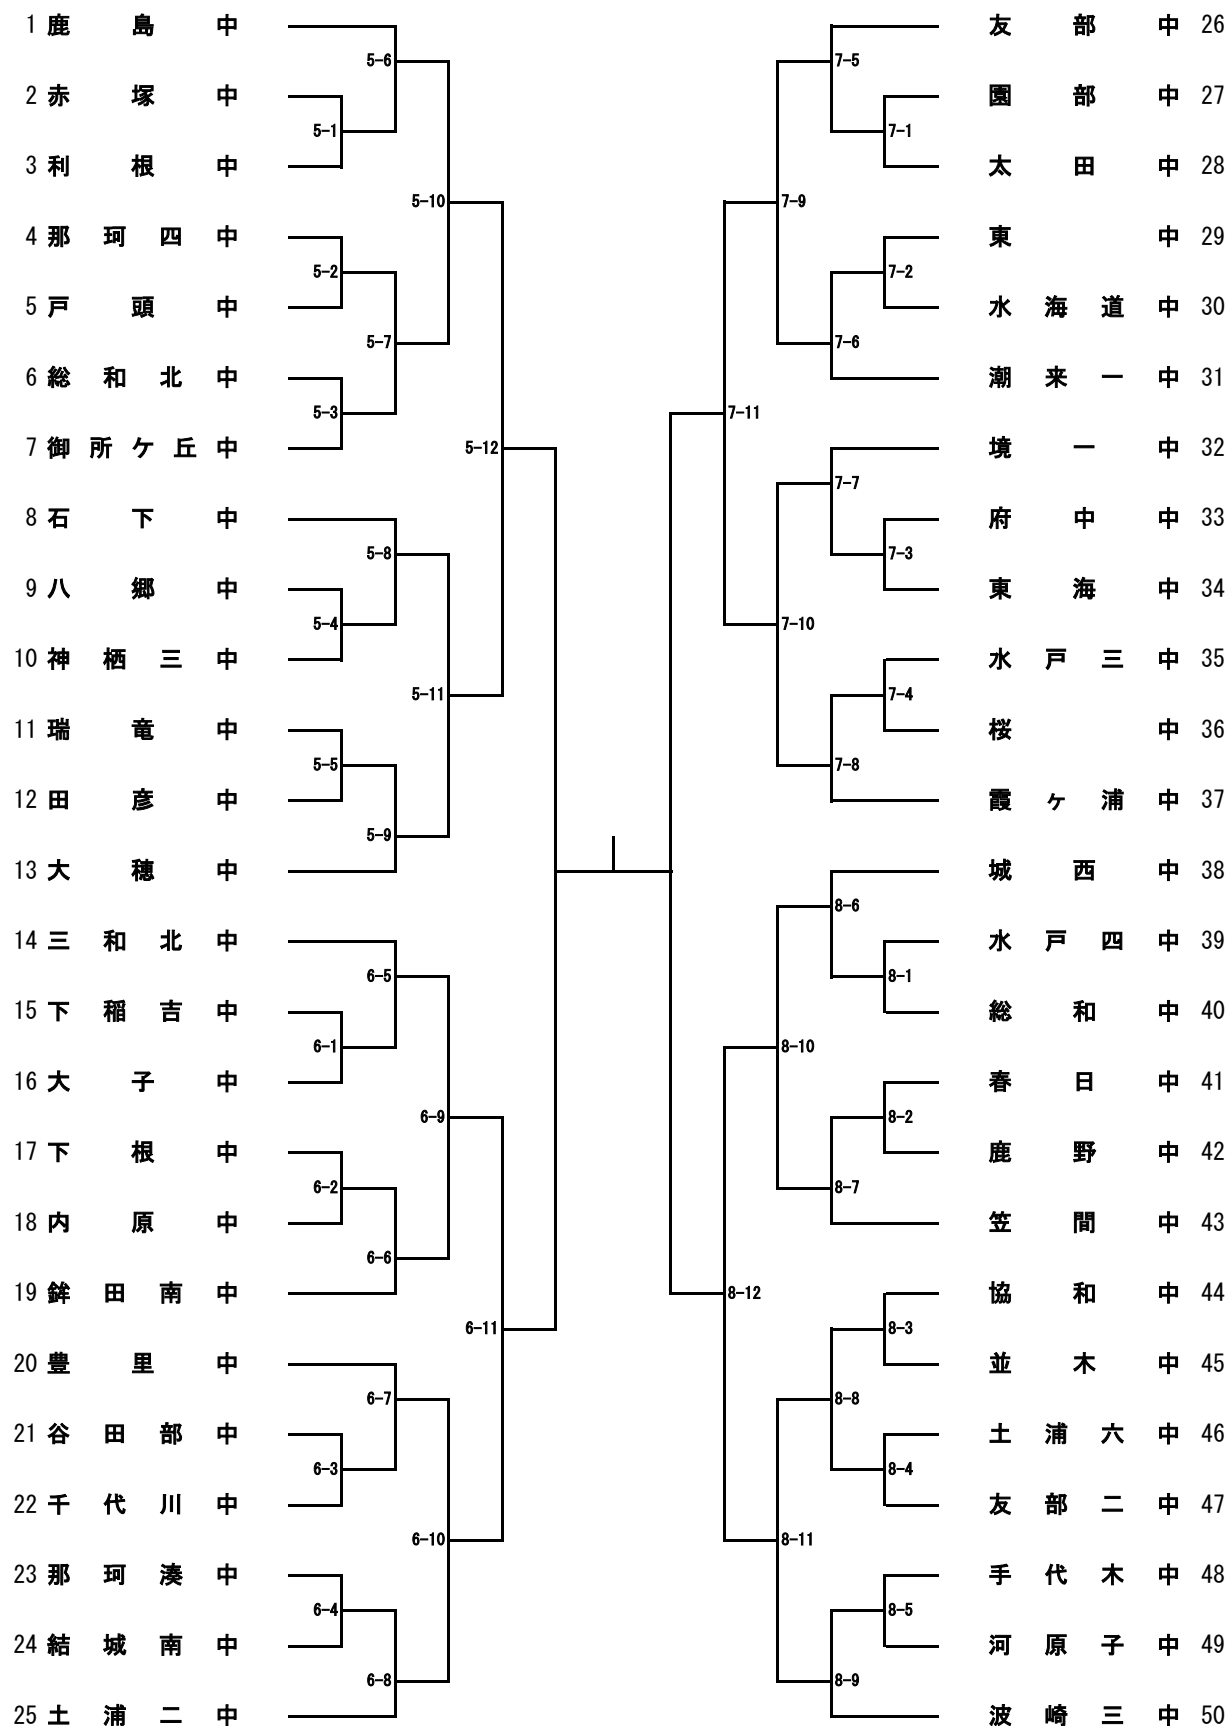 1 鹿島中
5-6
2 赤塚中
5-1
3 利根中
5-10
4 那珂四中
5-2
5 戸頭中
5-7
6 総和北中
5-3
7 御所ケ丘中
5-12
8 石下中
5-8
9 八郷中
5-4
10 神栖三中
5-11
11 瑞竜中
5-5
12 田彦中
5-9
13 大穂中
14 三和北中
6-5
15 下稲吉中
6-1
16 大子中
6-9
17 下根中
6-2
18 内原中
6-6
19 鉾田南中
6-11
20 豊里中
6-7
21 谷田部中
6-3
22 千代川中
6-10
23 那珂湊中
6-4
24 結城南中
6-8
25 土浦二中
友部中 26
7-5
園部中 27
7-1
太田中 28
7-9
東中 29
7-2
水海道中 30
7-6
潮来一中 31
7-11
境一中 32
7-7
府中中 33
7-3
東海中 34
7-10
水戸三中 35
7-4
桜中 36
7-8
霞ヶ浦中 37
城西中 38
8-6
水戸四中 39
8-1
総和中 40
8-10
春日中 41
8-2
鹿野中 42
8-7
笠間中 43
8-12
協和中 44
8-3
並木中 45
8-8
土浦六中 46
8-4
友部二中 47
8-11
手代木中 48
8-5
河原子中 49
8-9
波崎三中 50